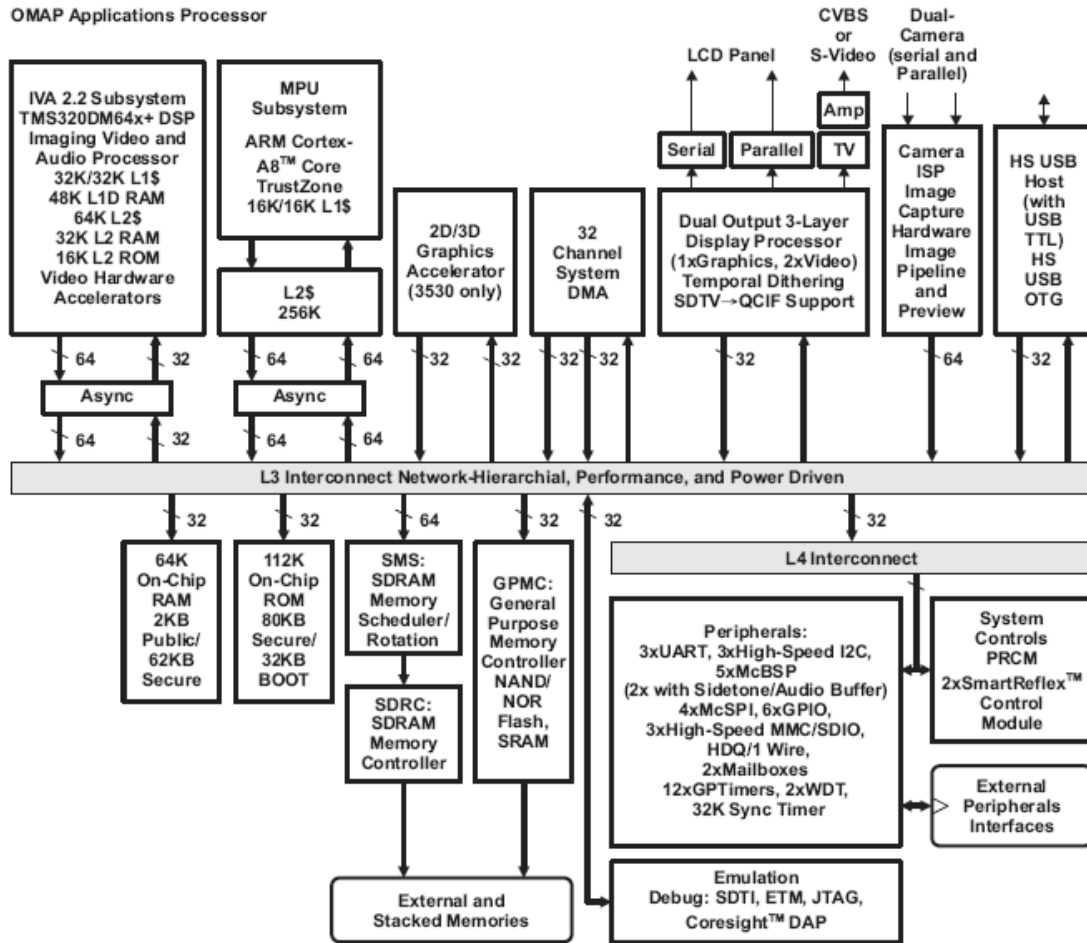 OMAP Applications Processor
CVBS
or
S-Video
Dual-
Camera
(serial and
Parallel)
LCD Panel
IVA 2.2 Subsystem
TMS320DM64x+ DSP
Imaging Video and
Audio Processor
32K/32K L1$
48K L1D RAM
64K L2$
32K L2 RAM
16K L2 ROM
Video Hardware
Accelerators
MPU
Subsystem
ARM Cortex-
A8™ Core
TrustZone
16K/16K L1$
L2$
256K
2D/3D
Graphics
Accelerator
(3530 only)
32
Channel
System
DMA
Amp
Serial
Parallel
TV
Dual Output 3-Layer
Display Processor
(1xGraphics, 2xVideo)
Temporal Dithering
SDTV→QCIF Support
Camera
ISP
Image
Capture
Hardware
Image
Pipeline
and
Preview
HS USB
Host
(with
USB
TTL)
HS
USB
OTG
64
32
64
64
32
32
32
32
32
64
32
Async
Async
64
32
64
64
L3 Interconnect Network-Hierarchial, Performance, and Power Driven
32
32
64
32
32
32
64K
On-Chip
RAM
2KB
Public/
62KB
Secure
112K
On-Chip
ROM
80KB
Secure/
32KB
BOOT
SMS:
SDRAM
Memory
Scheduler/
Rotation
SDRC:
SDRAM
Memory
Controller
GPMC:
General
Purpose
Memory
Controller
NAND/
NOR
Flash,
SRAM
L4 Interconnect
Peripherals:
3xUART, 3xHigh-Speed I2C,
5xMcBSP
(2x with Sidetone/Audio Buffer)
4xMcSPI, 6xGPIO,
3xHigh-Speed MMC/SDIO,
HDQ/1 Wire,
2xMailboxes
12xGPTimers, 2xWDT,
32K Sync Timer
System
Controls
PRCM
2xSmartReflex™
Control
Module
External
Peripherals
Interfaces
External and
Stacked Memories
Emulation
Debug: SDTI, ETM, JTAG,
Coresight™ DAP